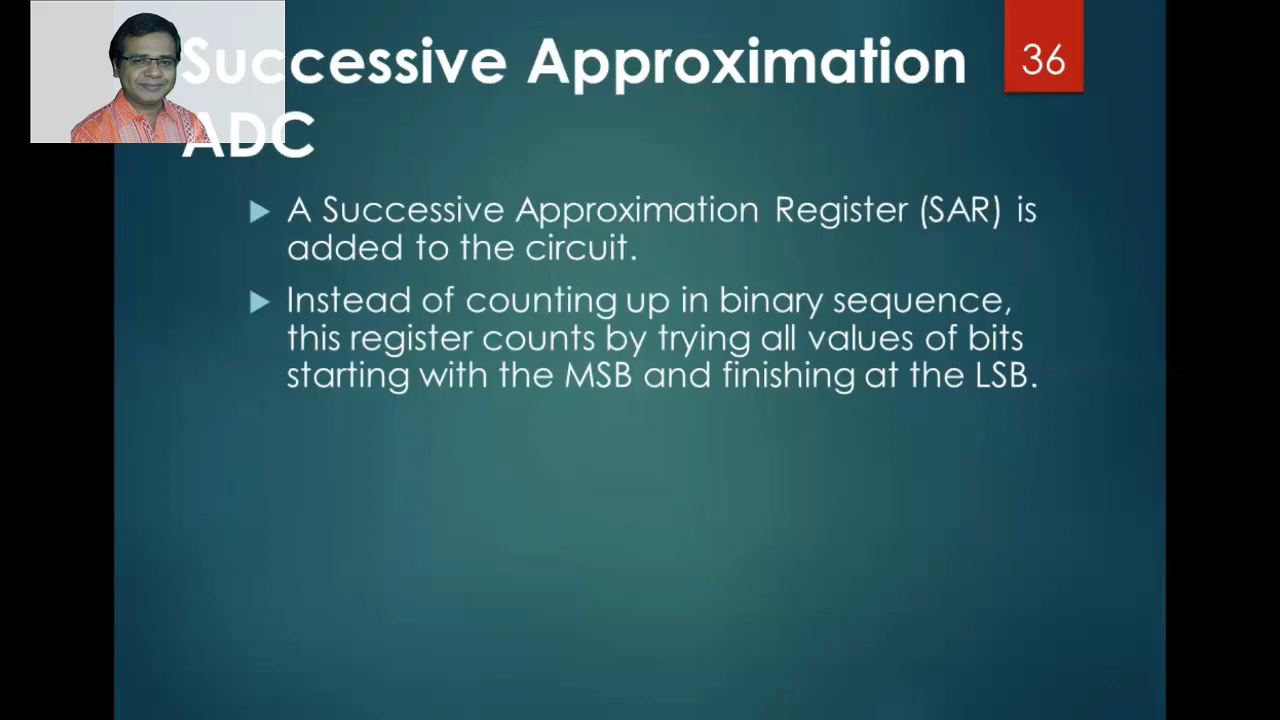 Successive Approximation
ADC
36
A Successive Approximation Register (SAR) is
added to the circuit.
Instead of counting up in binary sequence,
this register counts by trying all values of bits
starting with the MSB and finishing at the LSB.